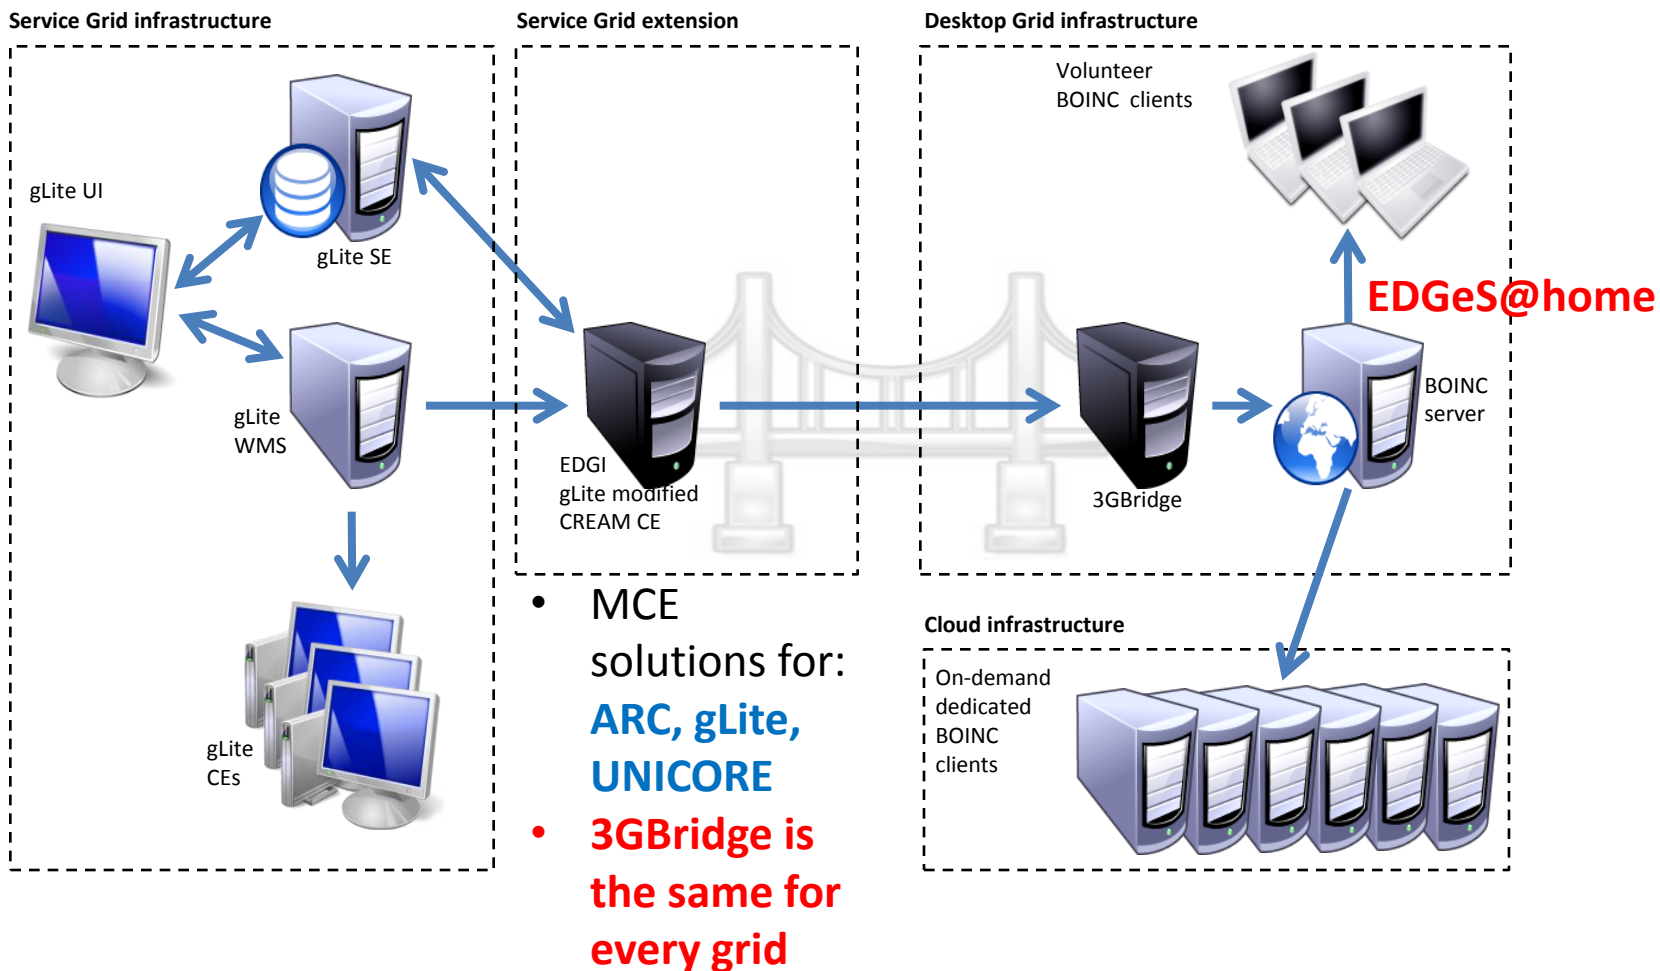 Service Grid infrastructure
Service Grid extension
Desktop Grid infrastructure
Volunteer
BOINC clients
gLite UI
gLite SE
EDGeS@home
gLite
WMS
BOINC
server
EDGI
gLite modified
CREAM CE
3GBridge
• MCE
solutions for:
ARC, gLite,
UNICORE
• 3GBridge is
the same for
every grid
Cloud infrastructure
On-demand
dedicated
BOINC
clients
gLite
CEs